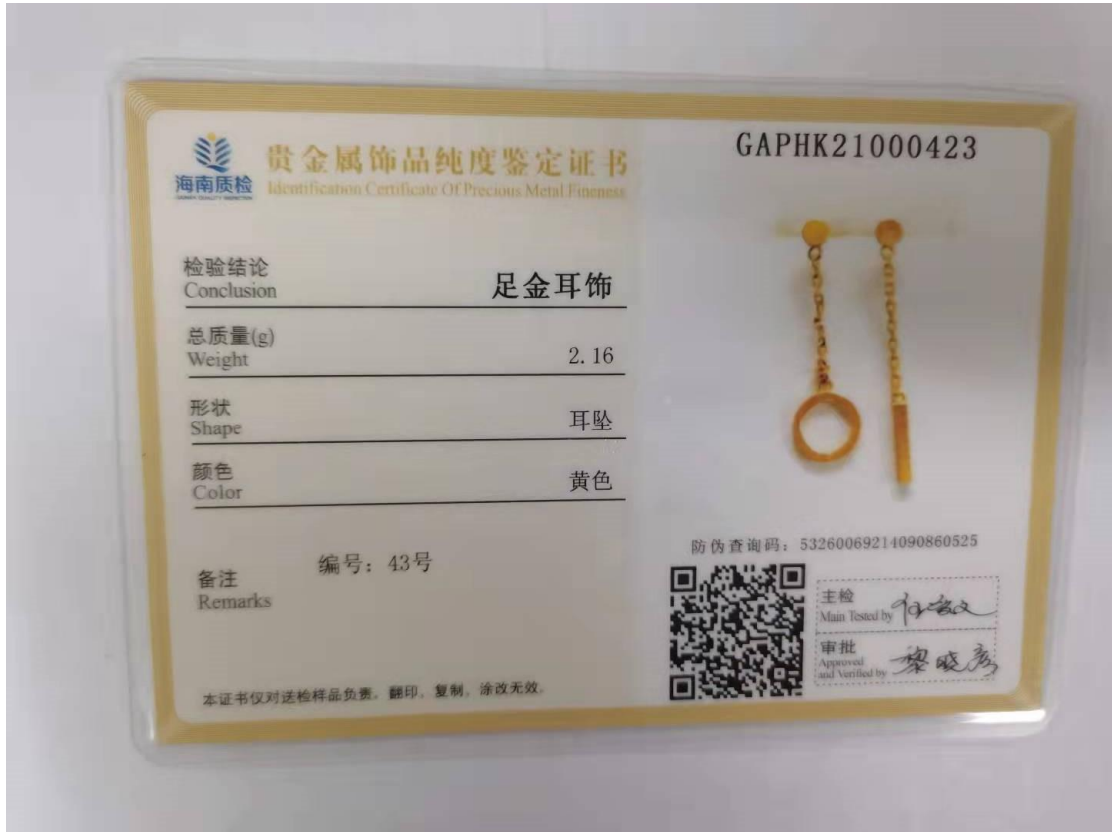 海南质检
贵金属饰品纯度鉴定证书
Identification Certificate Of Precious Metal Fineness
GAPHK21000423
检验结论
Conclusion
足金耳饰
总质量(g)
Weight
2.16
形状
Shape
耳坠
颜色
Color
黄色
备注
Remarks
编号：43号
本证书仅对送检样品负责。翻印、复制、涂改无效。
防伪查询码：53260069214090860525
主检
Main Tested by
审批
Approved
and Verified by
黎晓彦